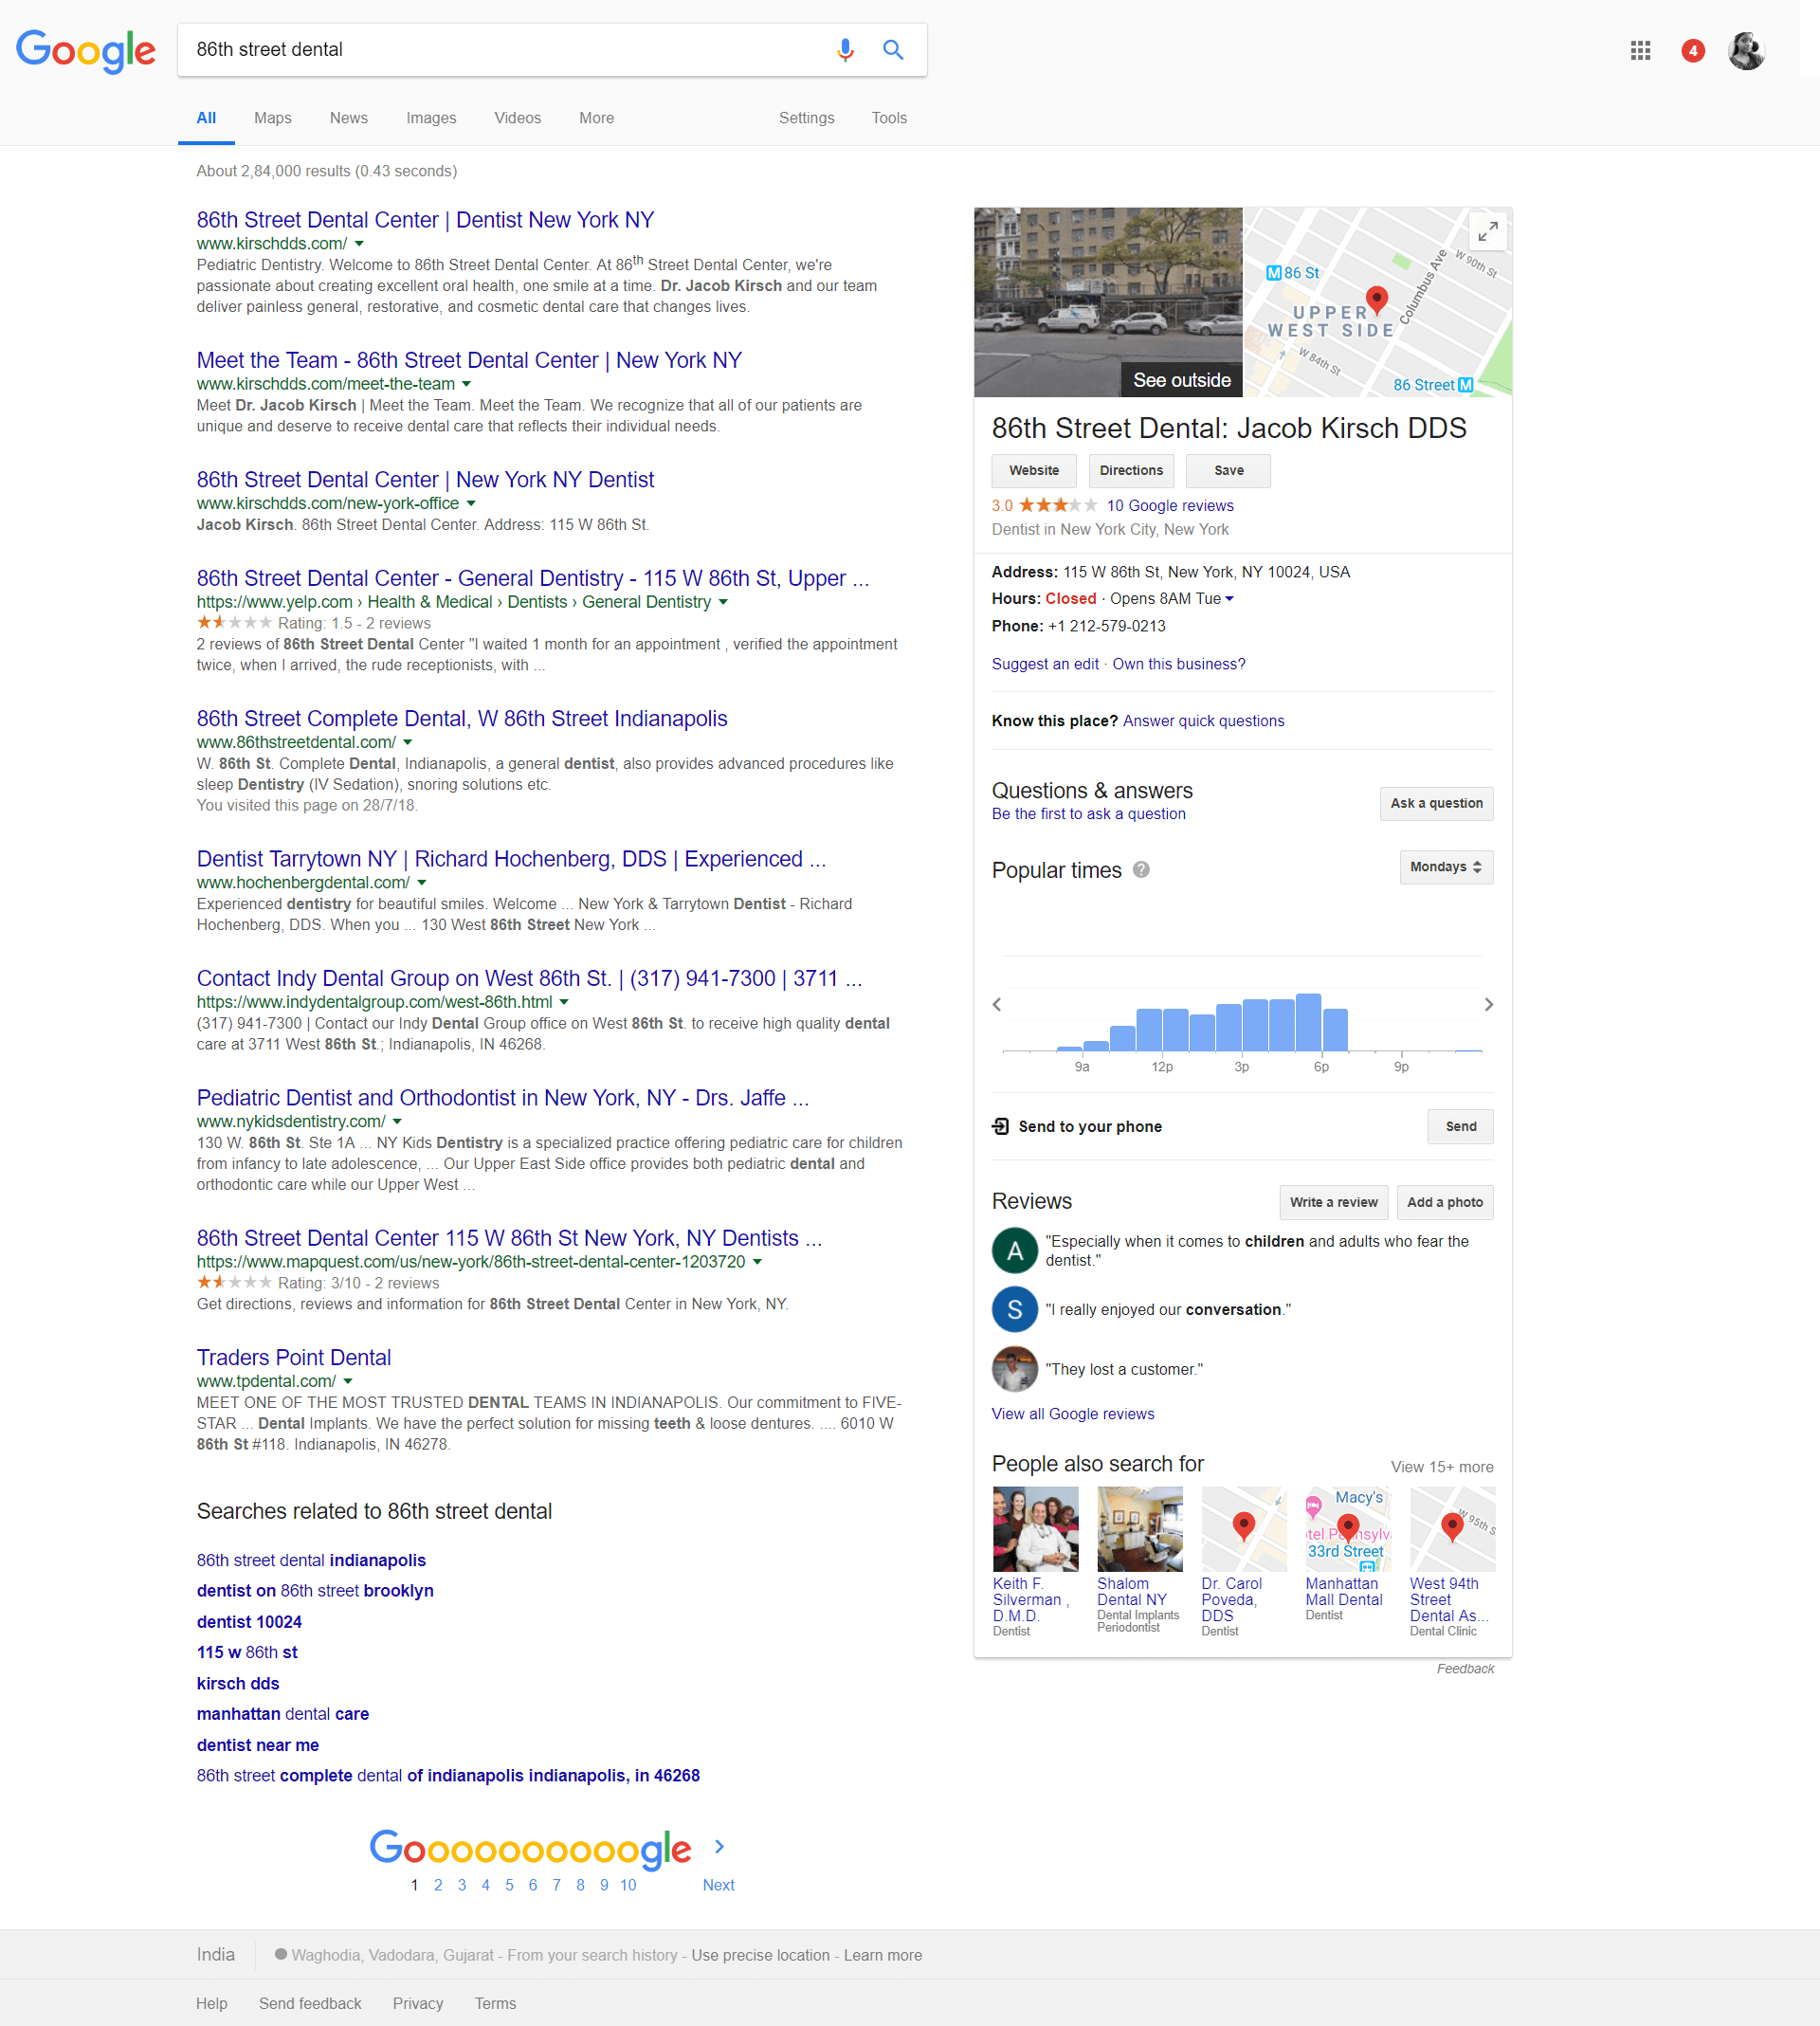 Google
86th street dental
4
All
Maps
News
Images
Videos
More
Settings
Tools
About 2,84,000 results (0.43 seconds)
86th Street Dental Center | Dentist New York NY
www.kirschdds.com/
Pediatric Dentistry. Welcome to 86th Street Dental Center. At 86th Street Dental Center, we're
passionate about creating excellent oral health, one smile at a time. Dr. Jacob Kirsch and our team
deliver painless general, restorative, and cosmetic dental care that changes lives.
Meet the Team - 86th Street Dental Center | New York NY
www.kirschdds.com/meet-the-team
Meet Dr. Jacob Kirsch | Meet the Team. Meet the Team. We recognize that all of our patients are
unique and deserve to receive dental care that reflects their individual needs.
86th Street Dental Center | New York NY Dentist
www.kirschdds.com/new-york-office
Jacob Kirsch. 86th Street Dental Center. Address: 115 W 86th St.
86th Street Dental Center - General Dentistry - 115 W 86th St, Upper ...
https://www.yelp.com › Health & Medical › Dentists › General Dentistry
Rating: 1.5 - 2 reviews
2 reviews of 86th Street Dental Center "I waited 1 month for an appointment , verified the appointment
twice, when I arrived, the rude receptionists, with ...
86th Street Complete Dental, W 86th Street Indianapolis
www.86thstreetdental.com/
W. 86th St. Complete Dental, Indianapolis, a general dentist, also provides advanced procedures like
sleep Dentistry (IV Sedation), snoring solutions etc.
You visited this page on 28/7/18.
Dentist Tarrytown NY | Richard Hochenberg, DDS | Experienced ...
www.hochenbergdental.com/
Experienced dentistry for beautiful smiles. Welcome ... New York & Tarrytown Dentist - Richard
Hochenberg, DDS. When you ... 130 West 86th Street New York ...
Contact Indy Dental Group on West 86th St. | (317) 941-7300 | 3711 ...
https://www.indydentalgroup.com/west-86th.html
(317) 941-7300 | Contact our Indy Dental Group office on West 86th St. to receive high quality dental
care at 3711 West 86th St.; Indianapolis, IN 46268.
Pediatric Dentist and Orthodontist in New York, NY - Drs. Jaffe ...
www.nykidsdentistry.com/
130 W. 86th St. Ste 1A ... NY Kids Dentistry is a specialized practice offering pediatric care for children
from infancy to late adolescence, ... Our Upper East Side office provides both pediatric dental and
orthodontic care while our Upper West ...
86th Street Dental Center 115 W 86th St New York, NY Dentists ...
https://www.mapquest.com/us/new-york/86th-street-dental-center-1203720
Rating: 3/10 - 2 reviews
Get directions, reviews and information for 86th Street Dental Center in New York, NY.
Traders Point Dental
www.tpdental.com/
MEET ONE OF THE MOST TRUSTED DENTAL TEAMS IN INDIANAPOLIS. Our commitment to FIVE-
STAR ... Dental Implants. We have the perfect solution for missing teeth & loose dentures. .... 6010 W
86th St #118. Indianapolis, IN 46278.
Searches related to 86th street dental
86th street dental indianapolis
dentist on 86th street brooklyn
dentist 10024
115 w 86th st
kirsch dds
manhattan dental care
dentist near me
86th street complete dental of indianapolis indianapolis, in 46268
Goooooooooogle
1 2 3 4 5 6 7 8 9 10 Next
See outside
M 86 St
W 90th St
Columbus Ave
UPPER
WEST SIDE
W 84th St
86 Street M
86th Street Dental: Jacob Kirsch DDS
Website
Directions
Save
3.0 10 Google reviews
Dentist in New York City, New York
Address: 115 W 86th St, New York, NY 10024, USA
Hours: Closed · Opens 8AM Tue
Phone: +1 212-579-0213
Suggest an edit · Own this business?
Know this place? Answer quick questions
Questions & answers
Be the first to ask a question
Ask a question
Popular times ?
Mondays
9a 12p 3p 6p 9p
Send to your phone
Send
Reviews
Write a review
Add a photo
A
"Especially when it comes to children and adults who fear the
dentist."
S
"I really enjoyed our conversation."
"They lost a customer."
View all Google reviews
People also search for
View 15+ more
Macy's
33rd Street
W 95th S
Keith F.
Silverman ,
D.M.D.
Dentist
Shalom
Dental NY
Dental Implants
Periodontist
Dr. Carol
Poveda,
DDS
Dentist
Manhattan
Mall Dental
Dentist
West 94th
Street
Dental As...
Dental Clinic
Feedback
India
Waghodia, Vadodara, Gujarat - From your search history - Use precise location - Learn more
Help
Send feedback
Privacy
Terms